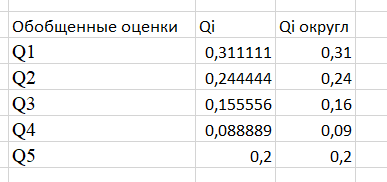 Обобщенные оценки Qi Qi округл
Q1 0,311111 0,31
Q2 0,244444 0,24
Q3 0,155556 0,16
Q4 0,088889 0,09
Q5 0,2 0,2